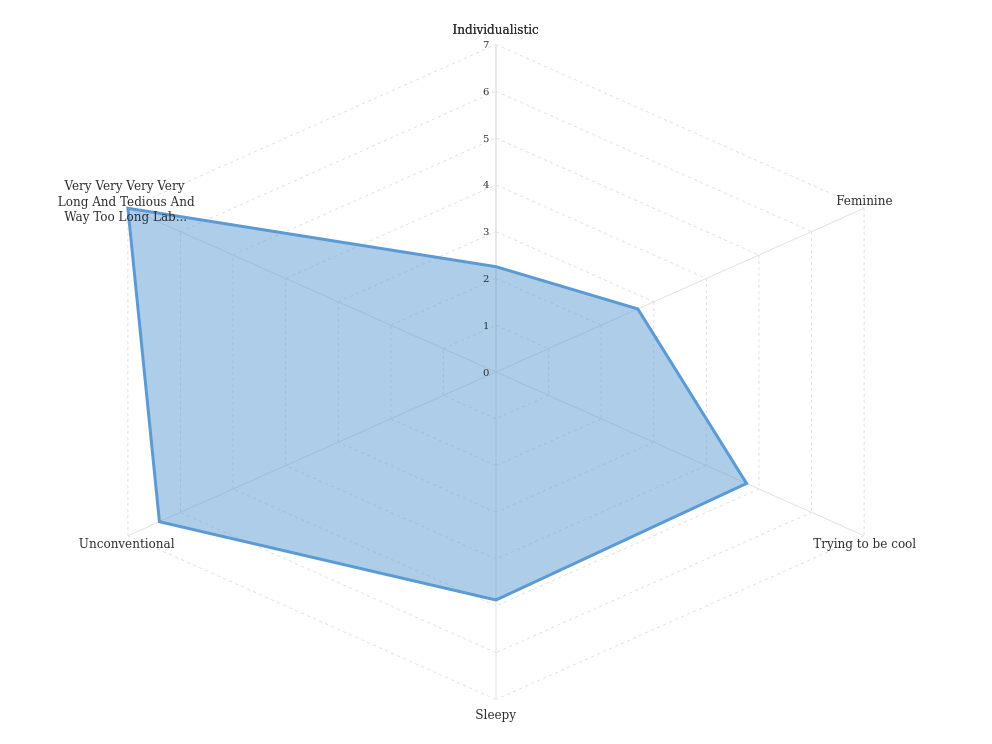 Individualistic
7
6
5
4
3
2
1
0
Feminine
Trying to be cool
Sleepy
Unconventional
Very Very Very Very
Long And Tedious And
Way Too Long Lab...